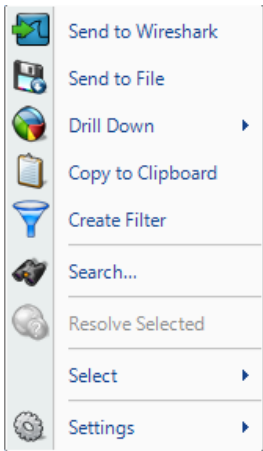 Send to Wireshark
Send to File
Drill Down
Copy to Clipboard
Create Filter
Search...
Resolve Selected
Select
Settings